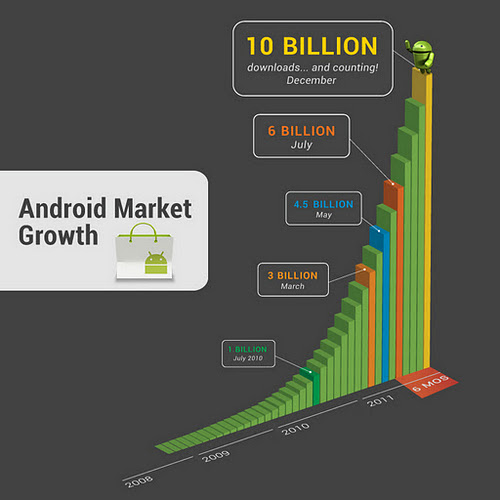 10 BILLION
downloads... and counting!
December
6 BILLION
July
4.5 BILLION
May
Android Market
Growth
3 BILLION
March
1 BILLION
July 2010
6 MOS
2011
2010
2009
2008